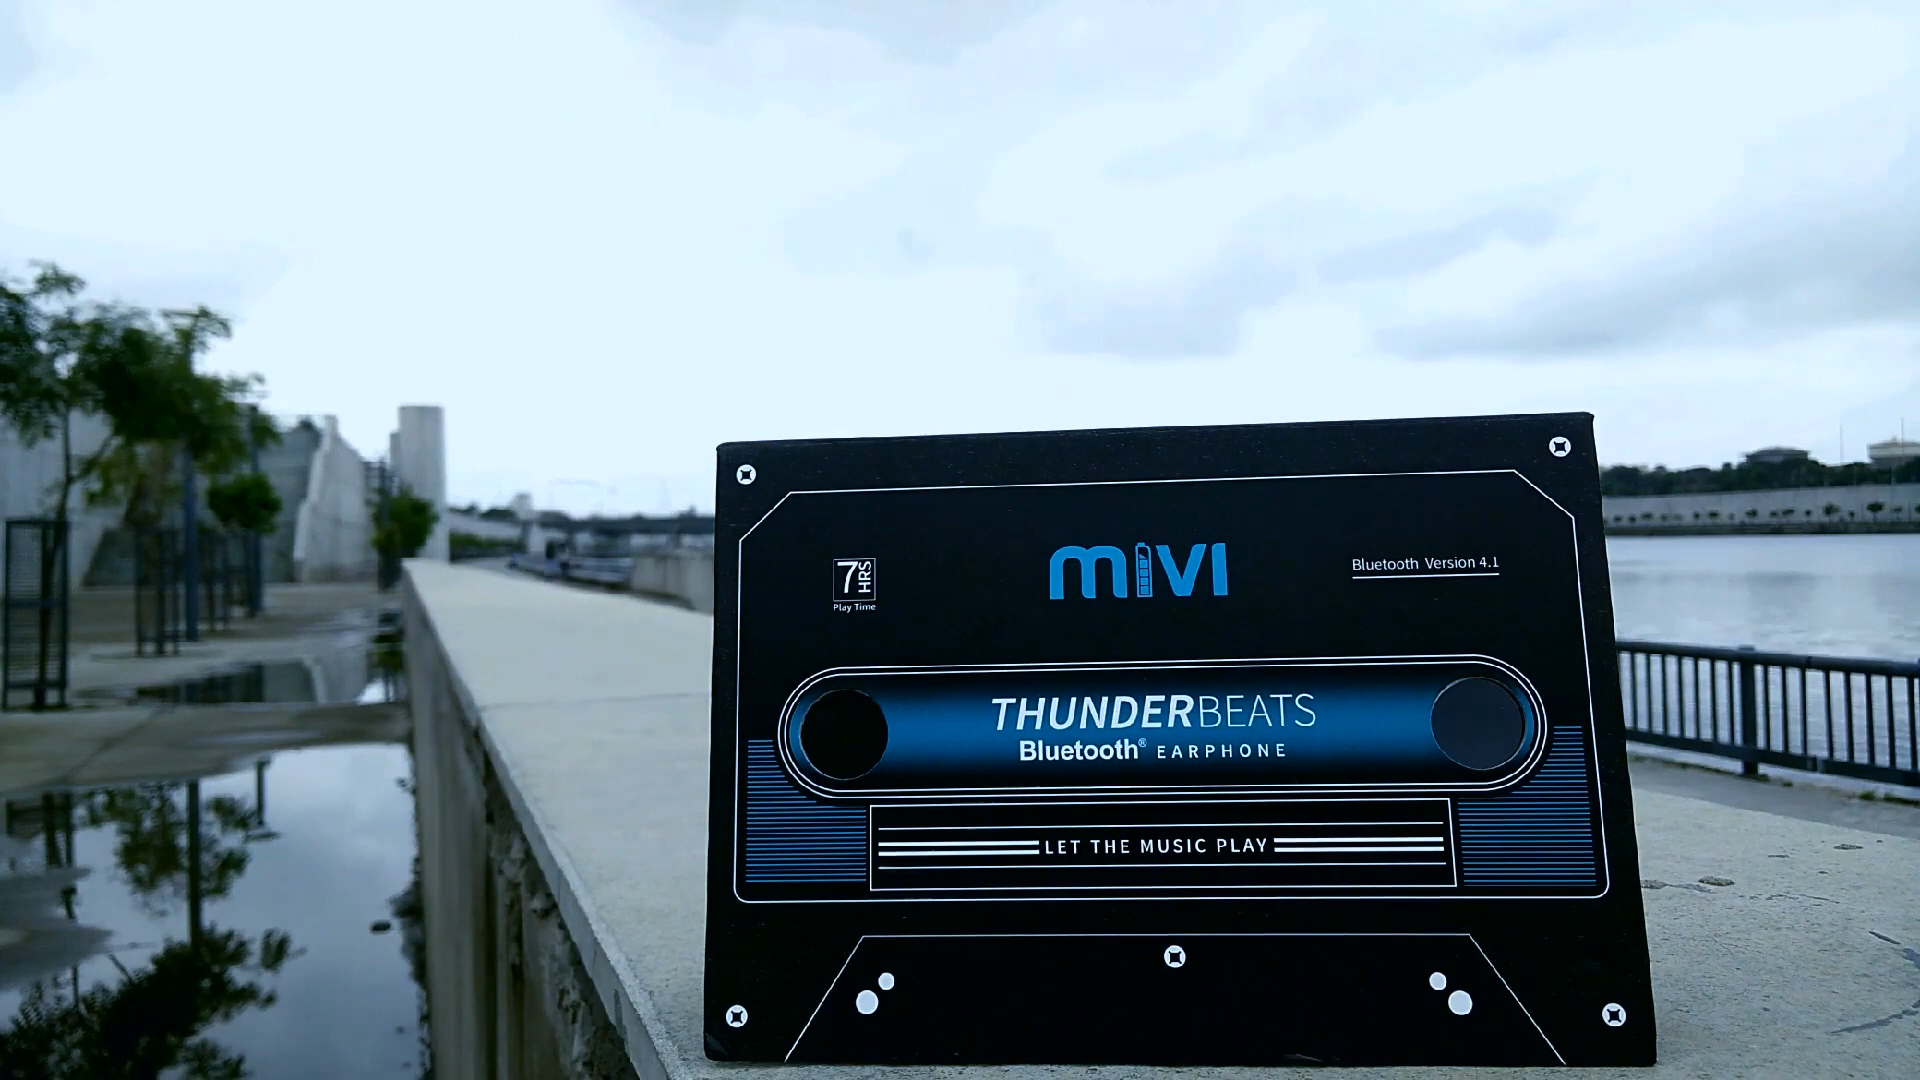 7 HRS
Play Time
mivi
Bluetooth Version 4.1
THUNDERBEATS
Bluetooth® EARPHONE
LET THE MUSIC PLAY